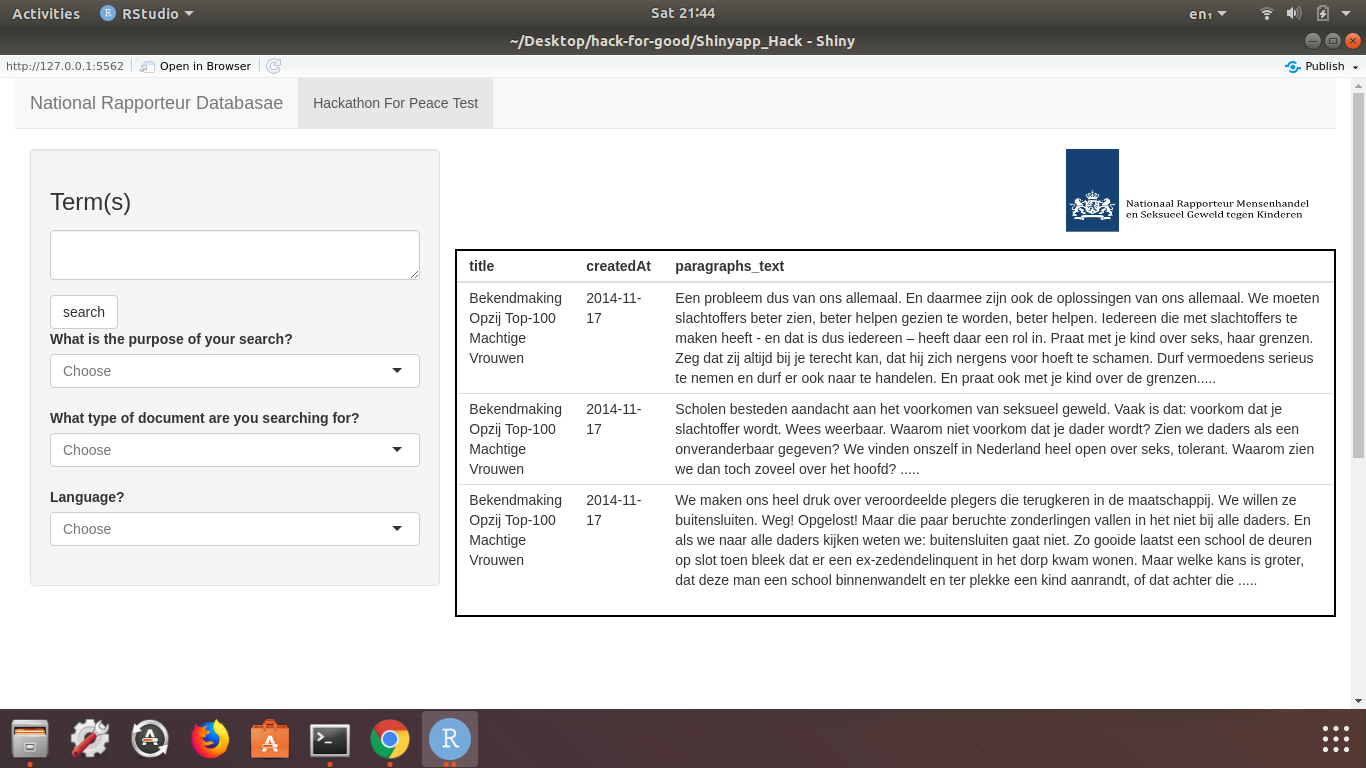 Activities RStudio Sat 21:44 en₁
~/Desktop/hack-for-good/Shinyapp_Hack - Shiny
http://127.0.0.1:5562 Open in Browser Publish
National Rapporteur Databasae Hackathon For Peace Test
Term(s)
search
What is the purpose of your search?
Choose
What type of document are you searching for?
Choose
Language?
Choose
Nationaal Rapporteur Mensenhandel
en Seksueel Geweld tegen Kinderen
title createdAt paragraphs_text
Bekendmaking 2014-11- Een probleem dus van ons allemaal. En daarmee zijn ook de oplossingen van ons allemaal. We moeten
Opzij Top-100 17 slachtoffers beter zien, beter helpen gezien te worden, beter helpen. Iedereen die met slachtoffers te
Machtige maken heeft - en dat is dus iedereen – heeft daar een rol in. Praat met je kind over seks, haar grenzen.
Vrouwen Zeg dat zij altijd bij je terecht kan, dat hij zich nergens voor hoeft te schamen. Durf vermoedens serieus
te nemen en durf er ook naar te handelen. En praat ook met je kind over de grenzen.....
Bekendmaking 2014-11- Scholen besteden aandacht aan het voorkomen van seksueel geweld. Vaak is dat: voorkom dat je
Opzij Top-100 17 slachtoffer wordt. Wees weerbaar. Waarom niet voorkom dat je dader wordt? Zien we daders als een
Machtige onveranderbaar gegeven? We vinden onszelf in Nederland heel open over seks, tolerant. Waarom zien
Vrouwen we dan toch zoveel over het hoofd? .....
Bekendmaking 2014-11- We maken ons heel druk over veroordeelde plegers die terugkeren in de maatschappij. We willen ze
Opzij Top-100 17 buitensluiten. Weg! Opgelost! Maar die paar beruchte zonderlingen vallen in het niet bij alle daders. En
Machtige als we naar alle daders kijken weten we: buitensluiten gaat niet. Zo gooide laatst een school de deuren
Vrouwen op slot toen bleek dat er een ex-zedendelinquent in het dorp kwam wonen. Maar welke kans is groter,
dat deze man een school binnenwandelt en ter plekke een kind aanrandt, of dat achter die .....